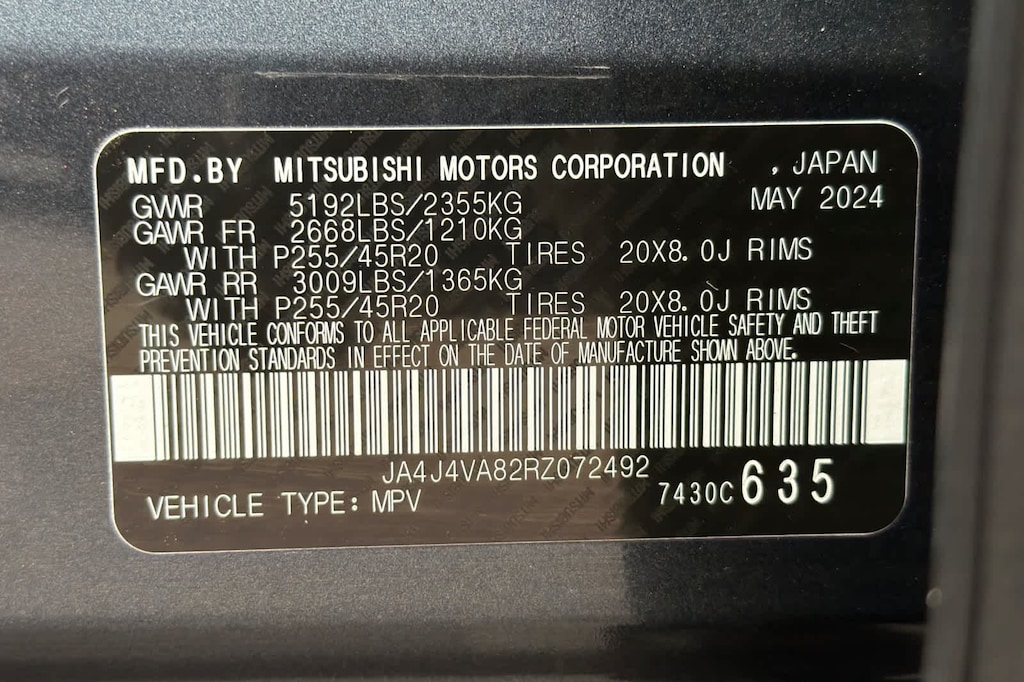 MFD.BY MITSUBISHI MOTORS CORPORATION , JAPAN
GVWR 5192LBS/2355KG MAY 2024
GAWR FR 2668LBS/1210KG
WITH P255/45R20 TIRES 20X8.0J RIMS
GAWR RR 3009LBS/1365KG
WITH P255/45R20 TIRES 20X8.0J RIMS
THIS VEHICLE CONFORMS TO ALL APPLICABLE FEDERAL MOTOR VEHICLE SAFETY AND THEFT
PREVENTION STANDARDS IN EFFECT ON THE DATE OF MANUFACTURE SHOWN ABOVE.
JA4J4VA82RZ072492
VEHICLE TYPE: MPV 7430C 635